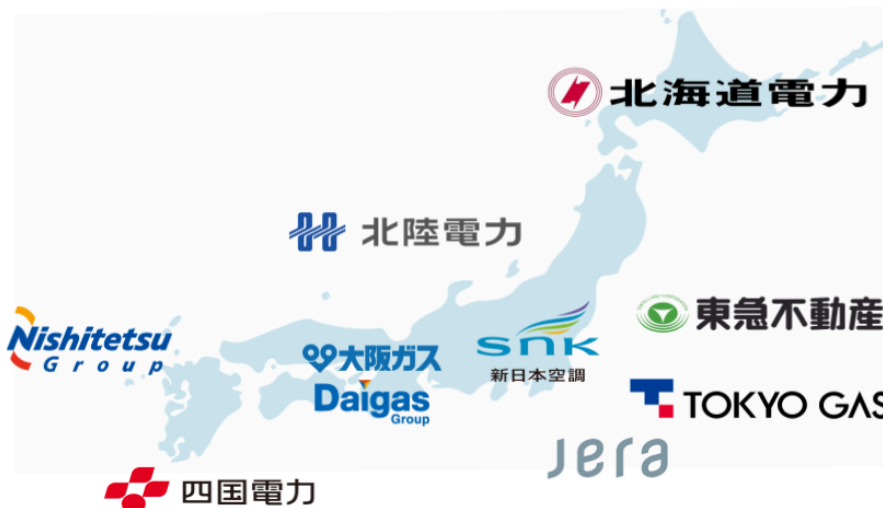 北海道電力
北陸電力
Nishitetsu
Group
大阪ガス
Daigas
Group
snk
新日本空調
東急不動産
TOKYO GAS
Jera
四国電力